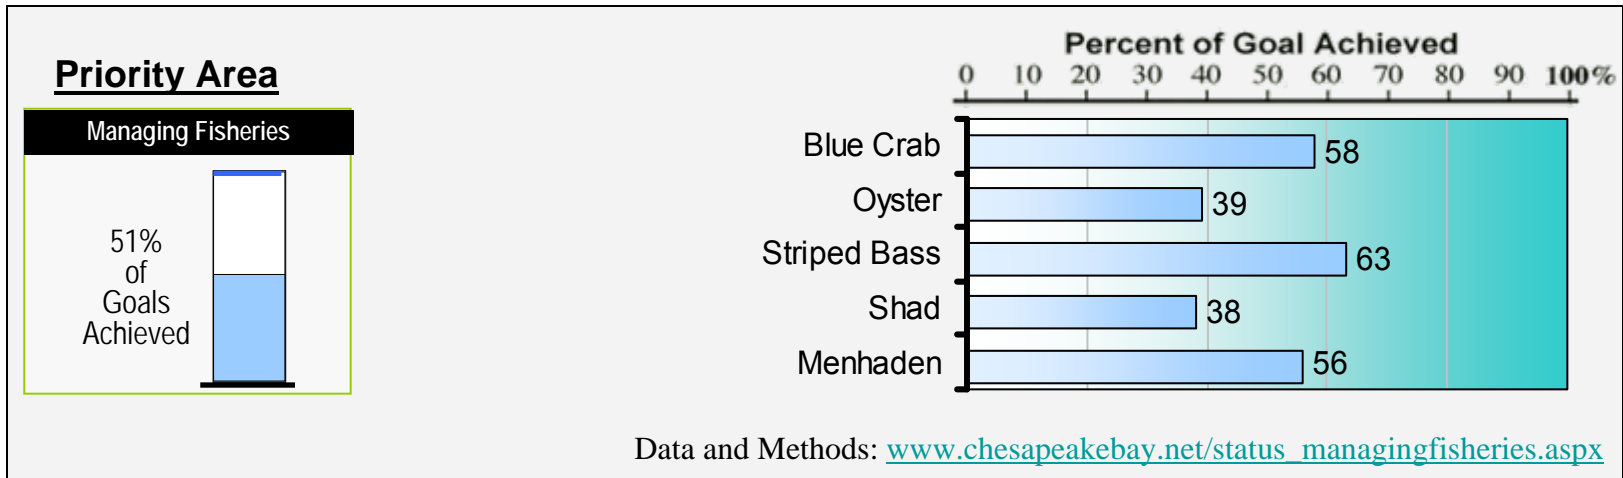 Priority Area
Managing Fisheries
51%
of
Goals
Achieved
Percent of Goal Achieved
0 10 20 30 40 50 60 70 80 90 100%
Blue Crab 58
Oyster 39
Striped Bass 63
Shad 38
Menhaden 56
Data and Methods: www.chesapeakebay.net/status_managingfisheries.aspx